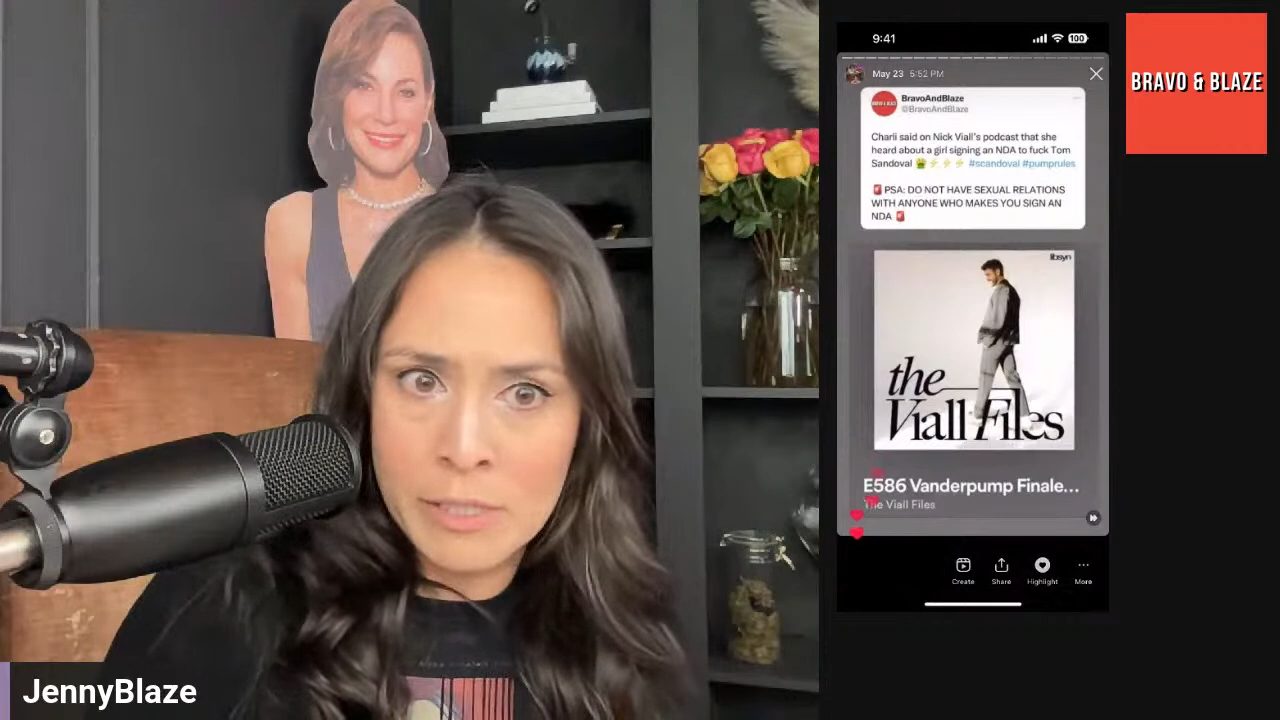 9:41
100
May 23 5:52 PM
BravoAndBlaze
@BravoAndBlaze
Charli said on Nick Viall's podcast that she
heard about a girl signing an NDA to fuck Tom
Sandoval 🤮⚡⚡⚡ #scandoval #pumprules
🚨PSA: DO NOT HAVE SEXUAL RELATIONS
WITH ANYONE WHO MAKES YOU SIGN AN
NDA 🚨
libsyn
the
Viall Files
E586 Vanderpump Finale...
The Viall Files
Create Share Highlight More
BRAVO & BLAZE
JennyBlaze